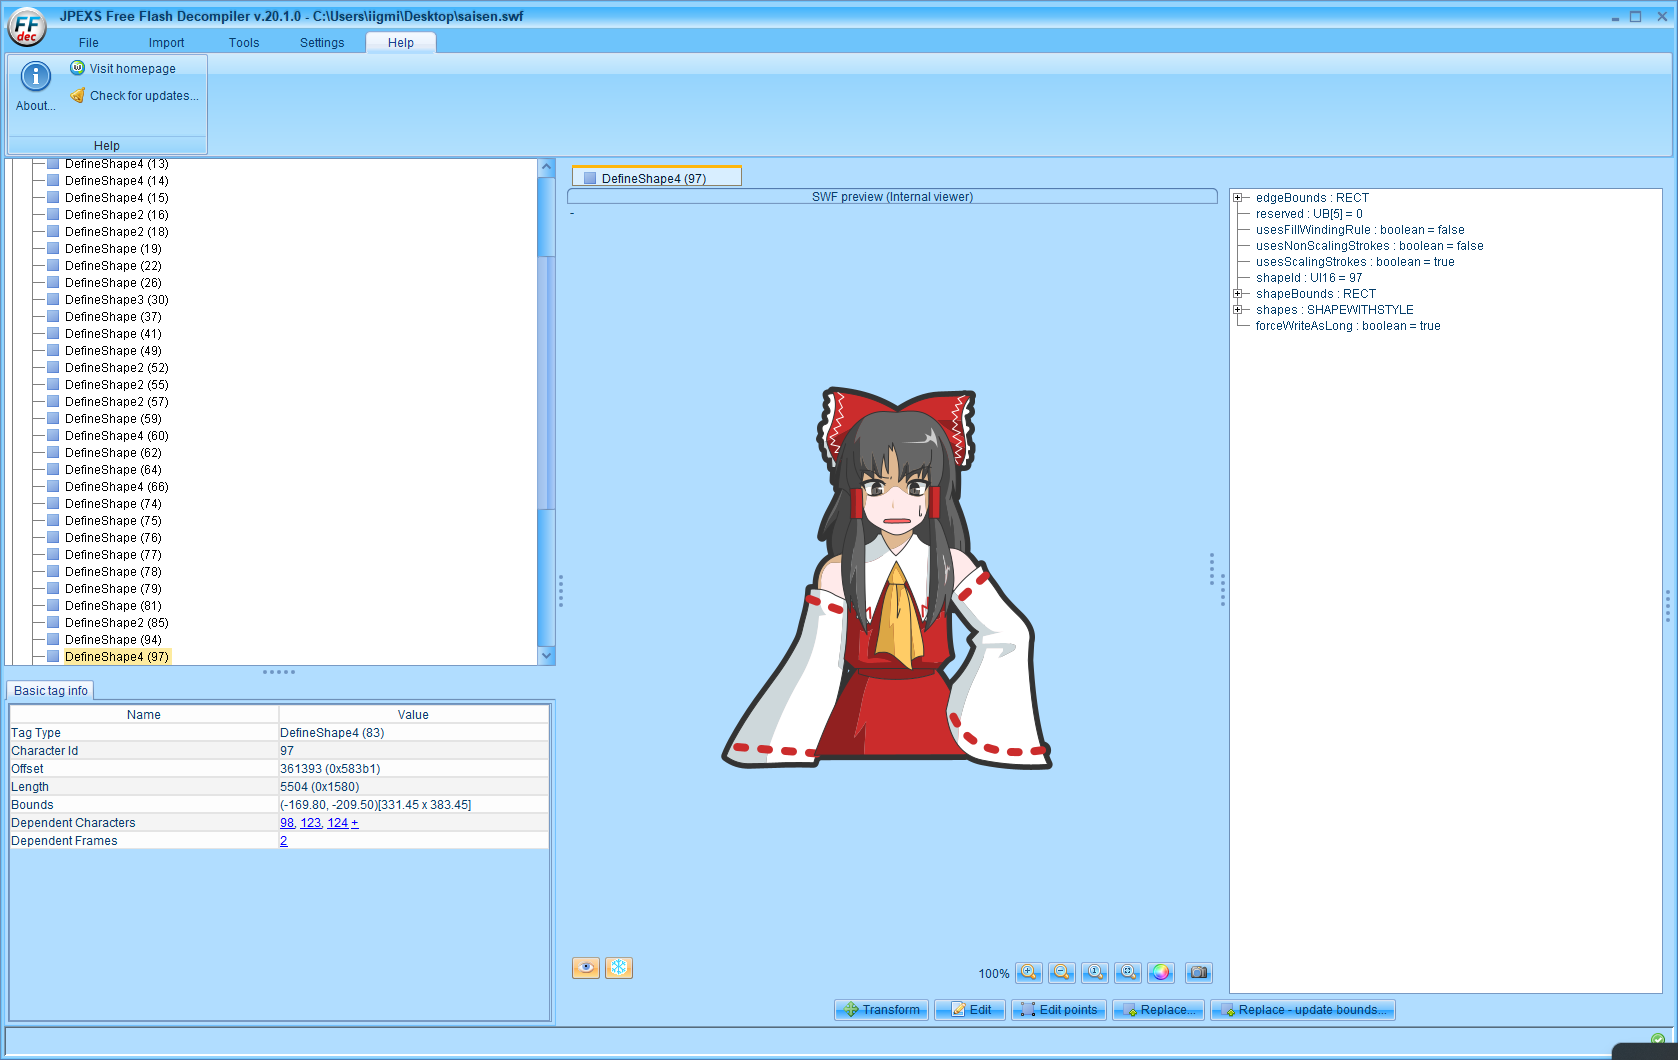 FF
dec
JPEXS Free Flash Decompiler v.20.1.0 - C:\Users\iigmi\Desktop\saisen.swf
File Import Tools Settings Help
Visit homepage
About...
Check for updates...
Help
DefineShape4 (13)
DefineShape4 (14)
DefineShape4 (15)
DefineShape2 (16)
DefineShape2 (18)
DefineShape (19)
DefineShape (22)
DefineShape (26)
DefineShape3 (30)
DefineShape (37)
DefineShape (41)
DefineShape (49)
DefineShape2 (52)
DefineShape2 (55)
DefineShape2 (57)
DefineShape (59)
DefineShape4 (60)
DefineShape (62)
DefineShape (64)
DefineShape4 (66)
DefineShape (74)
DefineShape (75)
DefineShape (76)
DefineShape (77)
DefineShape (78)
DefineShape (79)
DefineShape (81)
DefineShape2 (85)
DefineShape (94)
DefineShape4 (97)
Basic tag info
Name Value
Tag Type DefineShape4 (83)
Character Id 97
Offset 361393 (0x583b1)
Length 5504 (0x1580)
Bounds (-169.80, -209.50)[331.45 x 383.45]
Dependent Characters 98, 123, 124 +
Dependent Frames 2
DefineShape4 (97)
SWF preview (Internal viewer)
-
100%
Transform Edit Edit points Replace... Replace - update bounds...
edgeBounds : RECT
reserved : UB[5] = 0
usesFillWindingRule : boolean = false
usesNonScalingStrokes : boolean = false
usesScalingStrokes : boolean = true
shapeId : UI16 = 97
shapeBounds : RECT
shapes : SHAPEWITHSTYLE
forceWriteAsLong : boolean = true